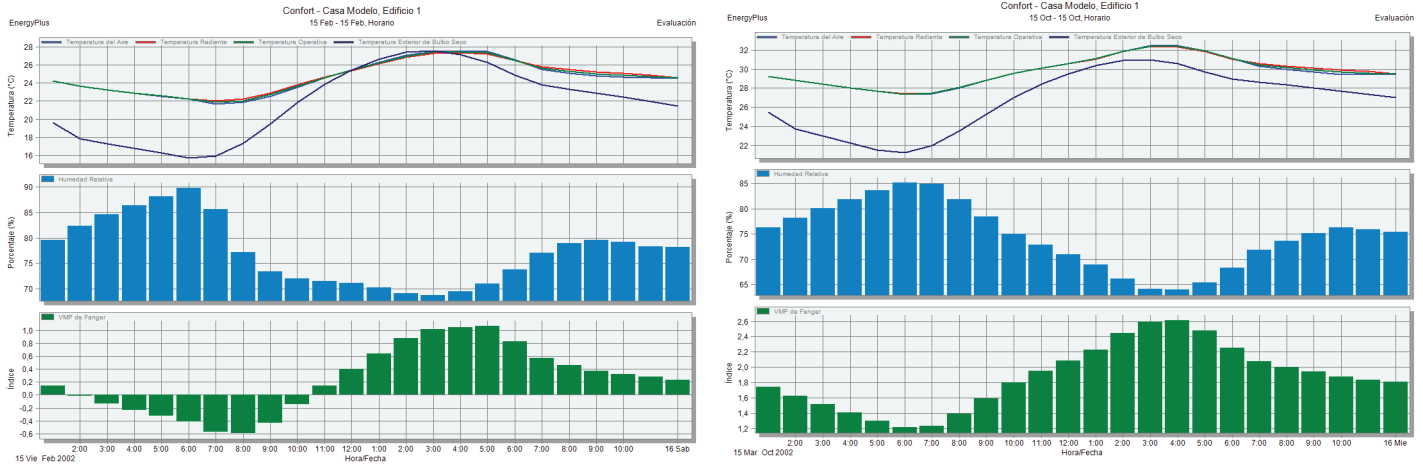 Confort - Casa Modelo, Edificio 1
EnergyPlus
15 Feb - 15 Feb, Horario
Evaluación
Temperatura del Aire
Temperatura Radiante
Temperatura Operativa
Temperatura Exterior de Bulbo Seco
Temperatura (°C)
28
26
24
22
20
18
16
Humedad Relativa
Porcentaje (%)
90
85
80
75
70
VMP de Fanger
Índice
1,0
0,8
0,6
0,4
0,2
0,0
-0,2
-0,4
-0,6
2:00 3:00 4:00 5:00 6:00 7:00 8:00 9:00 10:00 11:00 12:00 1:00 2:00 3:00 4:00 5:00 6:00 7:00 8:00 9:00 10:00 16 Sab
15 Vie Feb 2002
Hora/Fecha
Confort - Casa Modelo, Edificio 1
EnergyPlus
15 Oct - 15 Oct, Horario
Evaluación
Temperatura del Aire
Temperatura Radiante
Temperatura Operativa
Temperatura Exterior de Bulbo Seco
Temperatura (°C)
32
30
28
26
24
22
Humedad Relativa
Porcentaje (%)
85
80
75
70
65
VMP de Fanger
Índice
2,6
2,4
2,2
2,0
1,8
1,6
1,4
1,2
2:00 3:00 4:00 5:00 6:00 7:00 8:00 9:00 10:00 11:00 12:00 1:00 2:00 3:00 4:00 5:00 6:00 7:00 8:00 9:00 10:00 16 Mie
15 Mar Oct 2002
Hora/Fecha